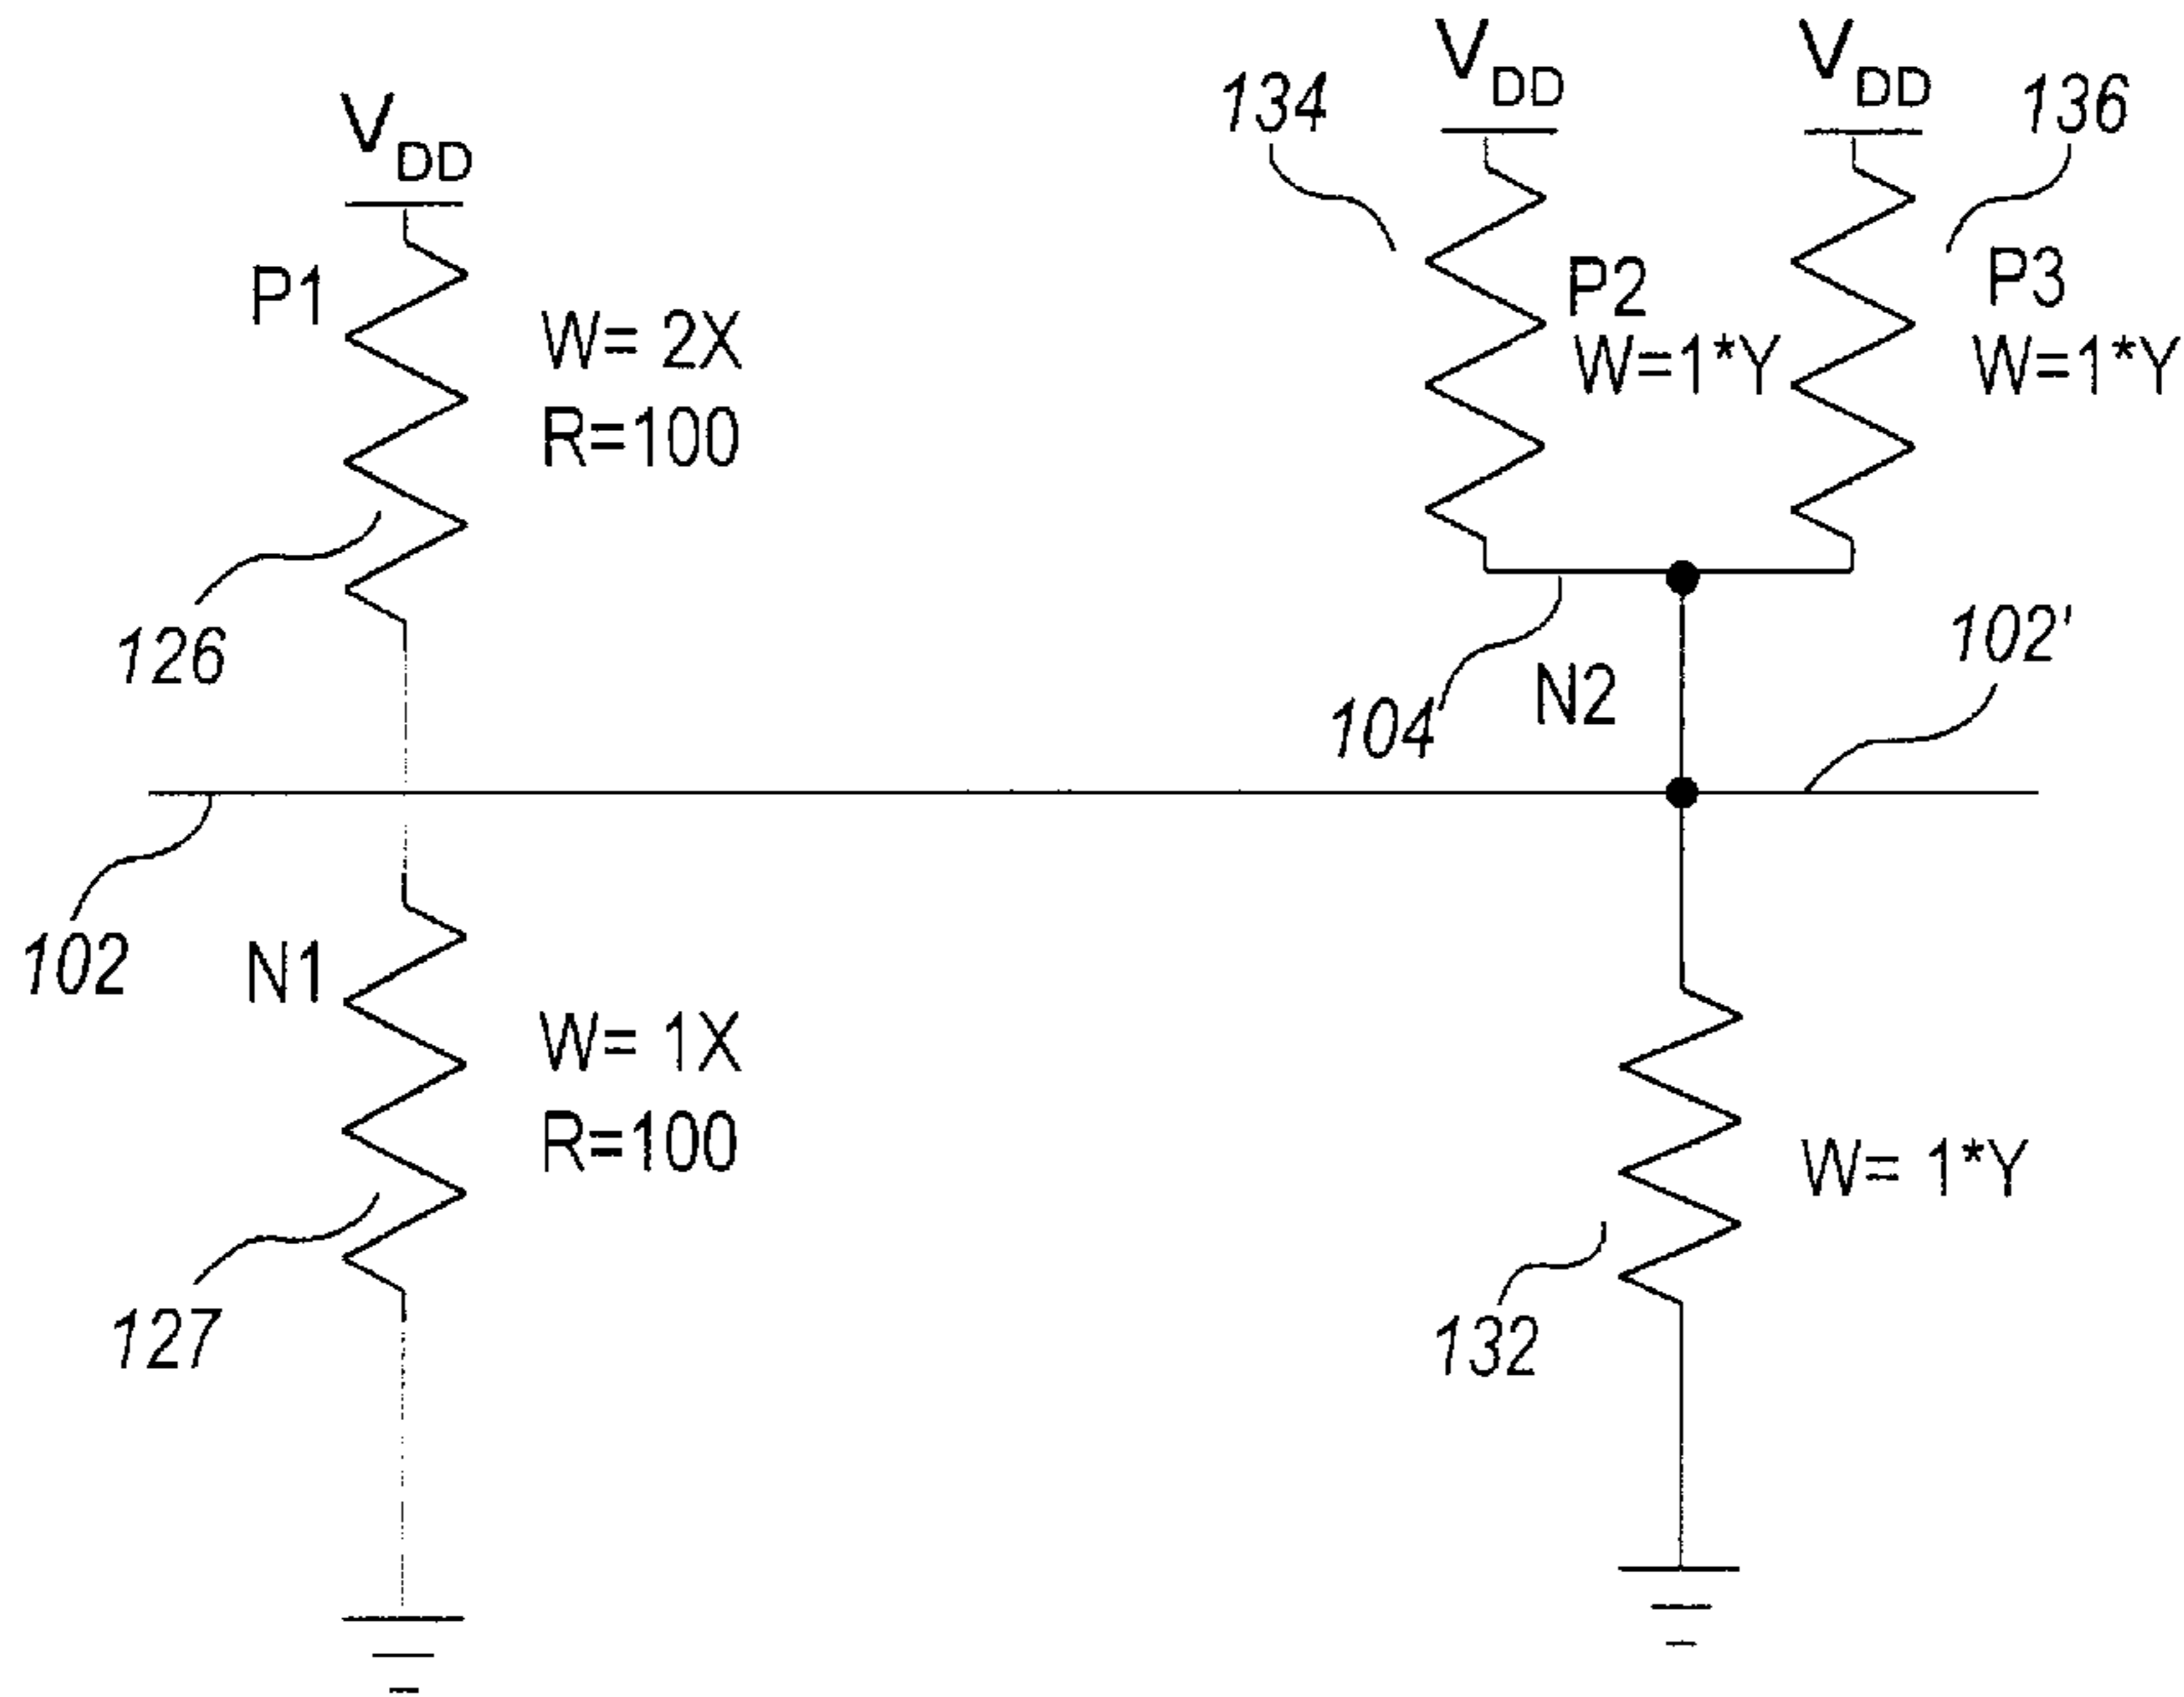 V_DD V_DD
134 136
V_DD
P1 P2 P3
W= 2X W=1*Y W=1*Y
R=100
126 104 N2 102'
102 N1
W= 1X
R=100 W= 1*Y
127 132